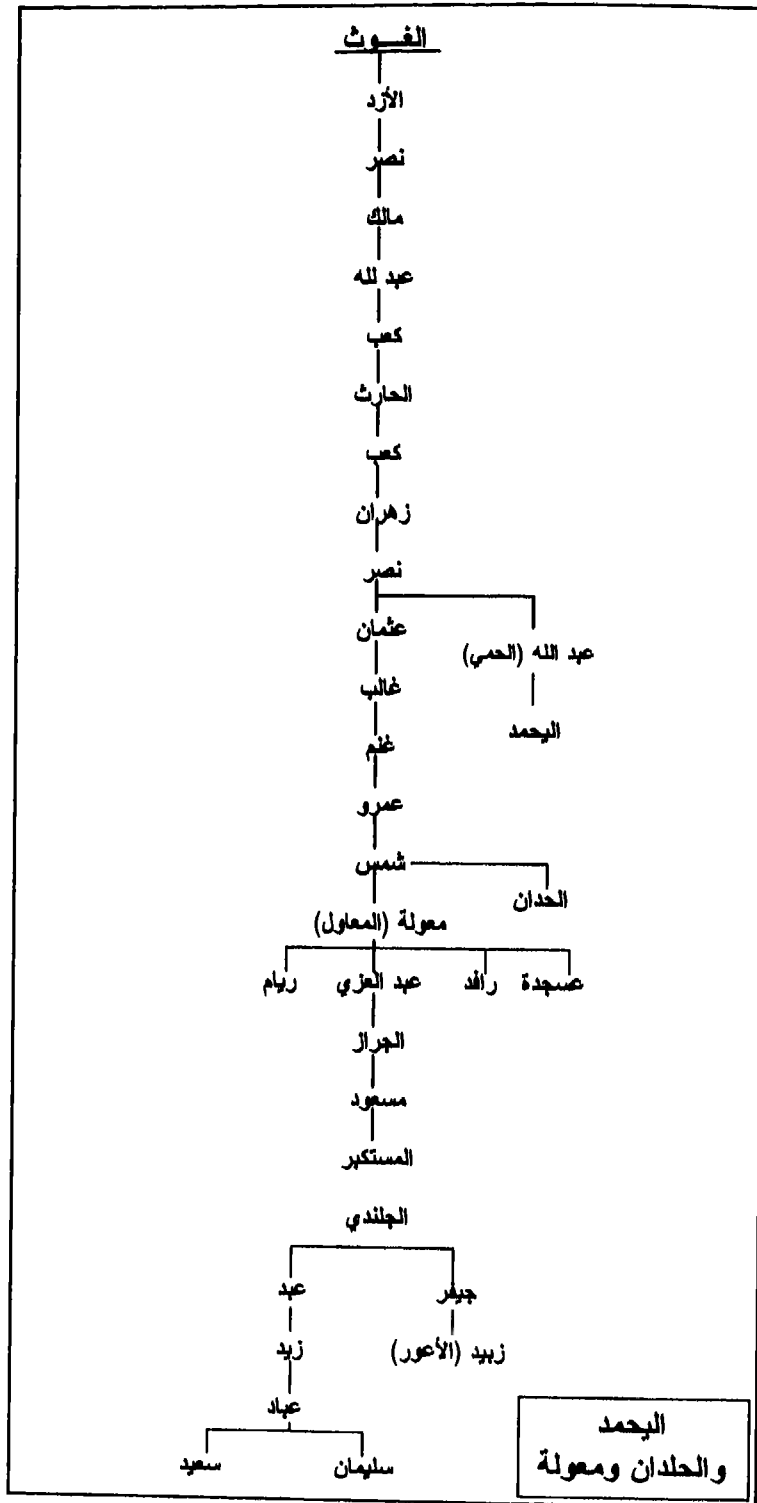 الغـوث
الأزد
نصر
مالك
عبد لله
كعب
الحارث
كعب
زهران
نصر
عثمان
عبد الله (الحمي)
غالب
اليحمد
غنم
عمرو
شمس
الحدان
معولة (المعاول)
عسجدة رافد عبد العزي ريام
الجراز
مسعود
المستكبر
الجلندي
جيفر عبد
زبيد (الأعور) زيد
عباد
سليمان سعيد
اليحمد
والحلدان ومعولة